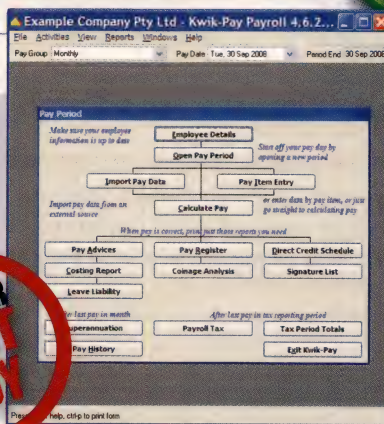 Example Company Pty Ltd - Kwik-Pay Payroll 4.6.2...
File Activities View Reports Windows Help
Pay Group Monthly Pay Date Tue, 30 Sep 2008 Period End 30 Sep 2008
Pay Period
Make sure your employee
information is up to date
Employee Details
Open Pay Period
Start off your pay day by
opening a new period
Import Pay Data
Pay Item Entry
Import pay data from an
external source
Calculate Pay
or enter data by pay item, or just
go straight to calculating pay
When pay is correct, print just those reports you need
Pay Advices Pay Register Direct Credit Schedule
Costing Report Coinage Analysis Signature List
Leave Liability
last pay in month After last pay in tax reporting period
uperannuation Payroll Tax Tax Period Totals
Pay History Exit Kwik-Pay
help, ctrl-p to print form